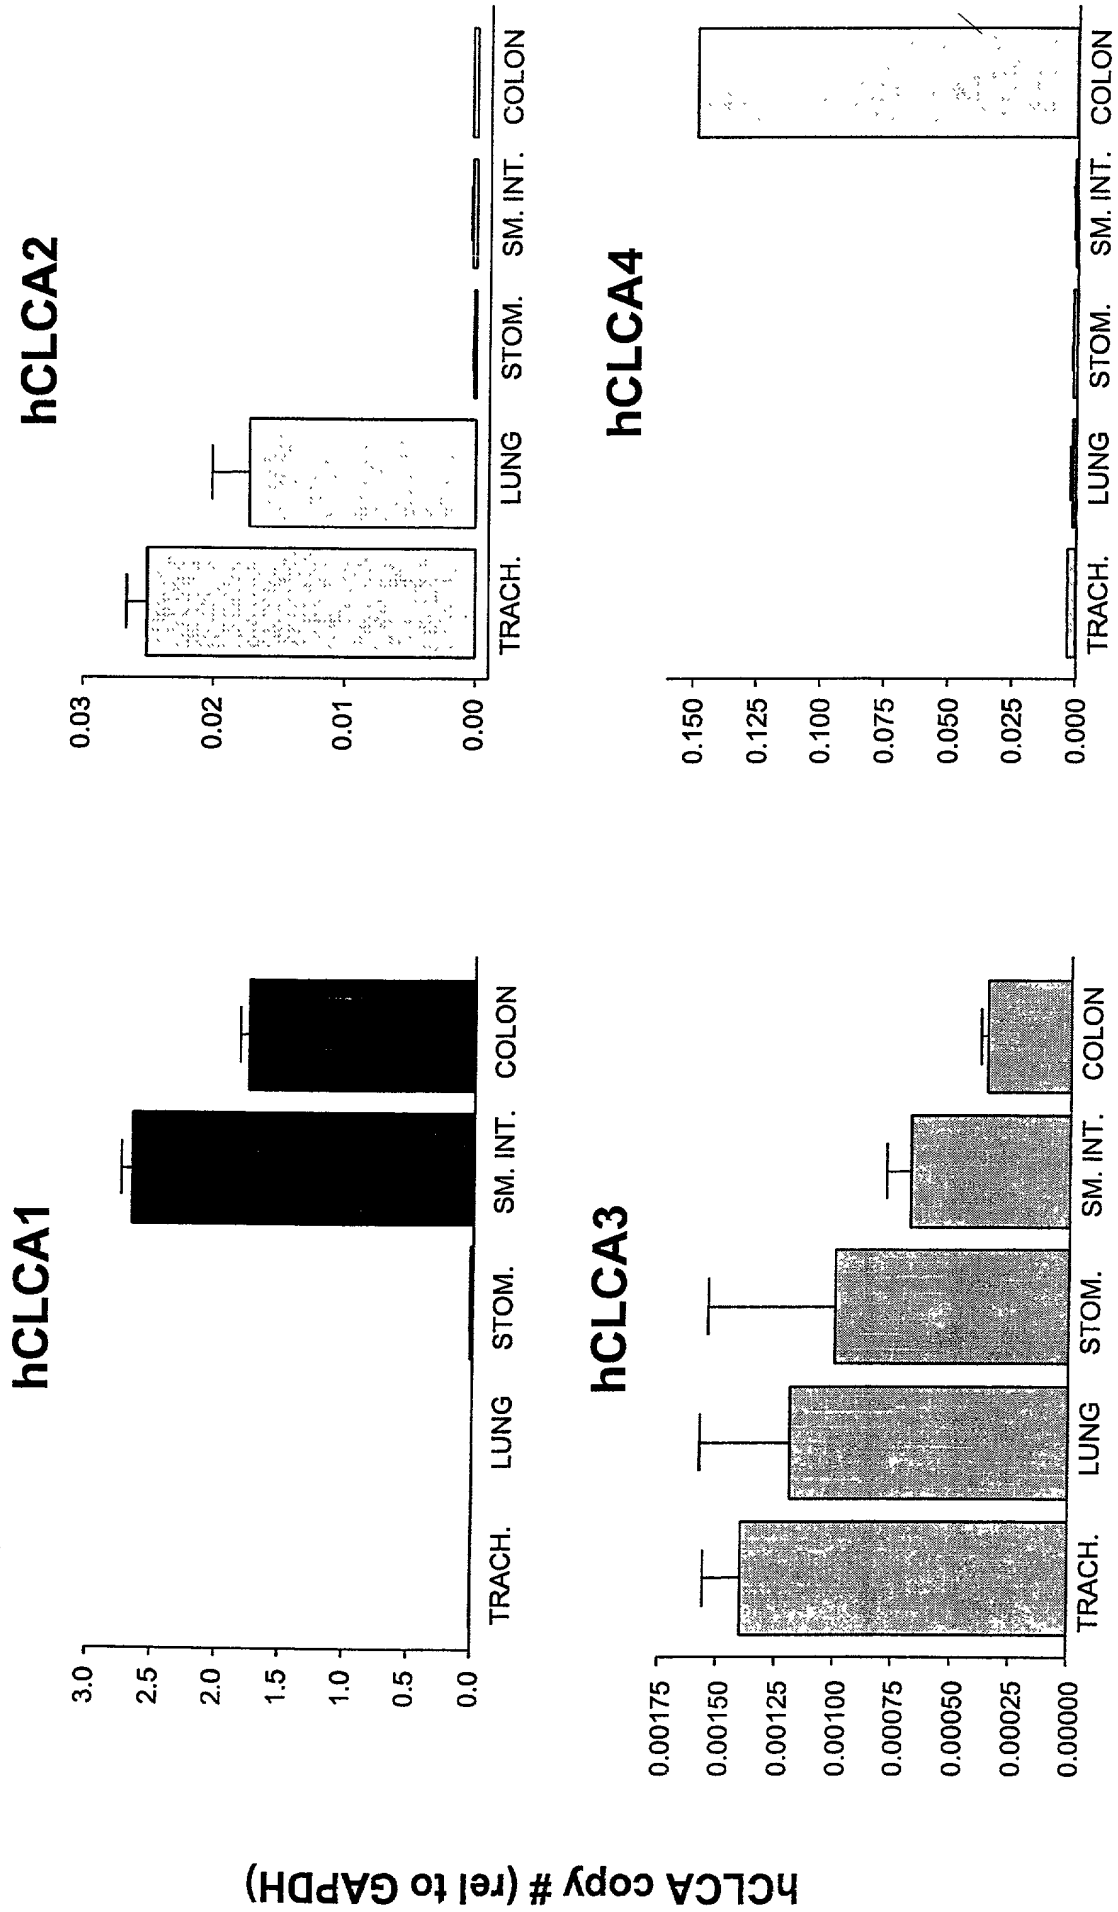 hCLCA copy # (rel to GAPDH)
hCLCA1
3.0
2.5
2.0
1.5
1.0
0.5
0.0
TRACH. LUNG STOM. SM. INT. COLON
hCLCA2
0.03
0.02
0.01
0.00
TRACH. LUNG STOM. SM. INT. COLON
hCLCA3
0.00175
0.00150
0.00125
0.00100
0.00075
0.00050
0.00025
0.00000
TRACH. LUNG STOM. SM. INT. COLON
hCLCA4
0.150
0.125
0.100
0.075
0.050
0.025
0.000
TRACH. LUNG STOM. SM. INT. COLON